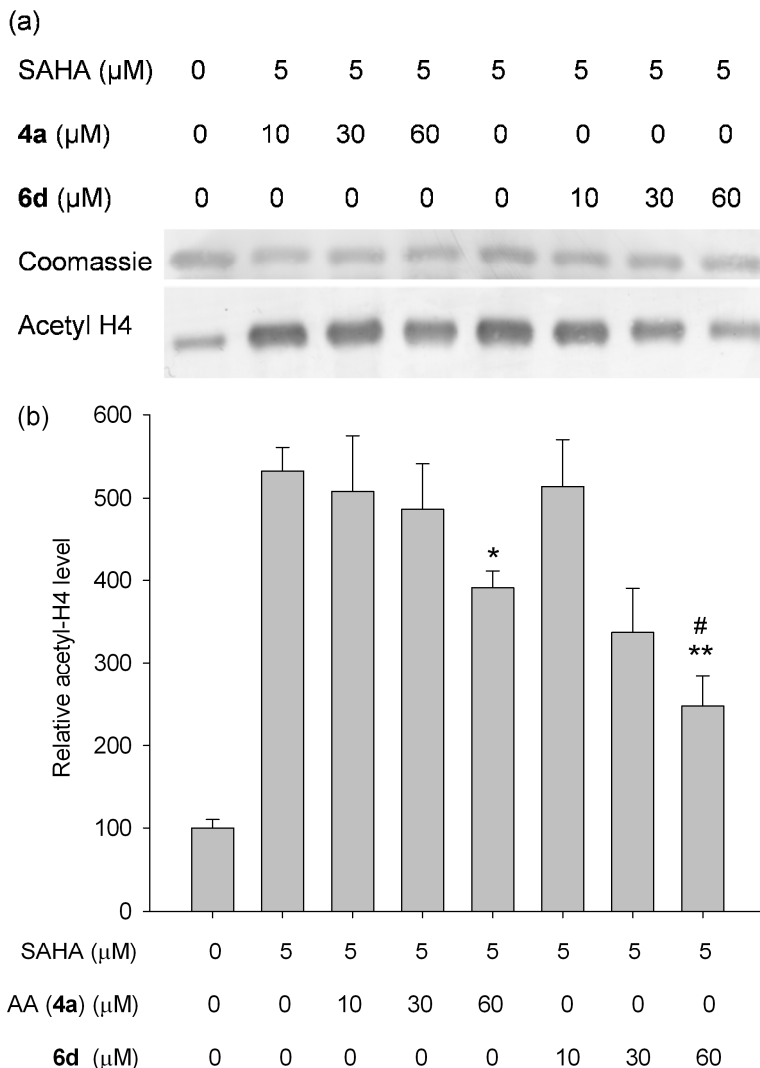 (a)
SAHA (μM) 0 5 5 5 5 5 5 5
4a (μM) 0 10 30 60 0 0 0 0
6d (μM) 0 0 0 0 0 10 30 60
Coomassie
Acetyl H4
(b)
600
500
400
300
200
100
0
Relative acetyl-H4 level
*
#
**
SAHA (μM) 0 5 5 5 5 5 5 5
AA (4a) (μM) 0 0 10 30 60 0 0 0
6d (μM) 0 0 0 0 0 10 30 60